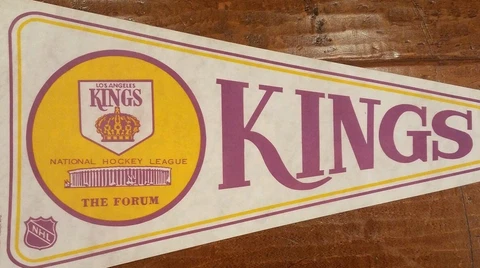 LOS ANGELES
KINGS
NATIONAL HOCKEY LEAGUE
THE FORUM
NHL
KINGS